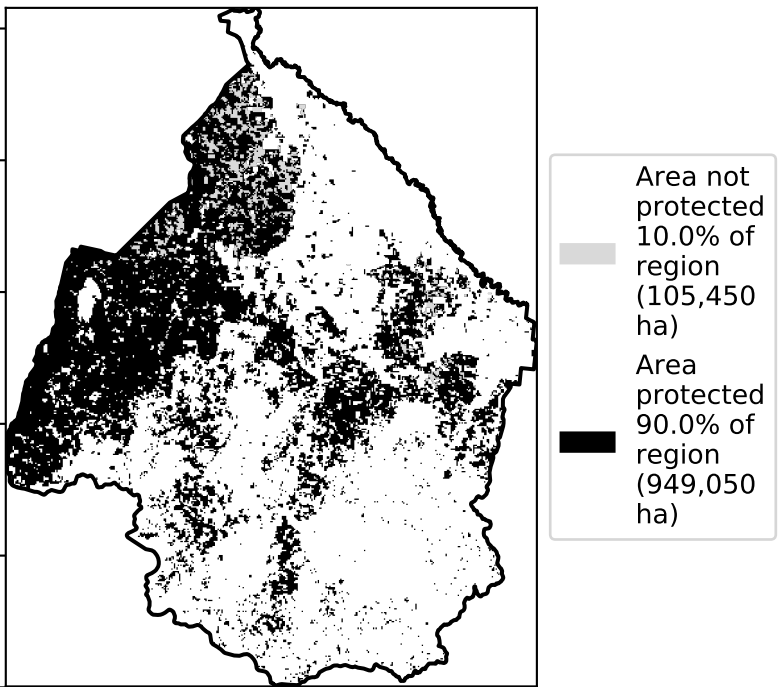 Area not
protected
10.0% of
region
(105,450
ha)
Area
protected
90.0% of
region
(949,050
ha)